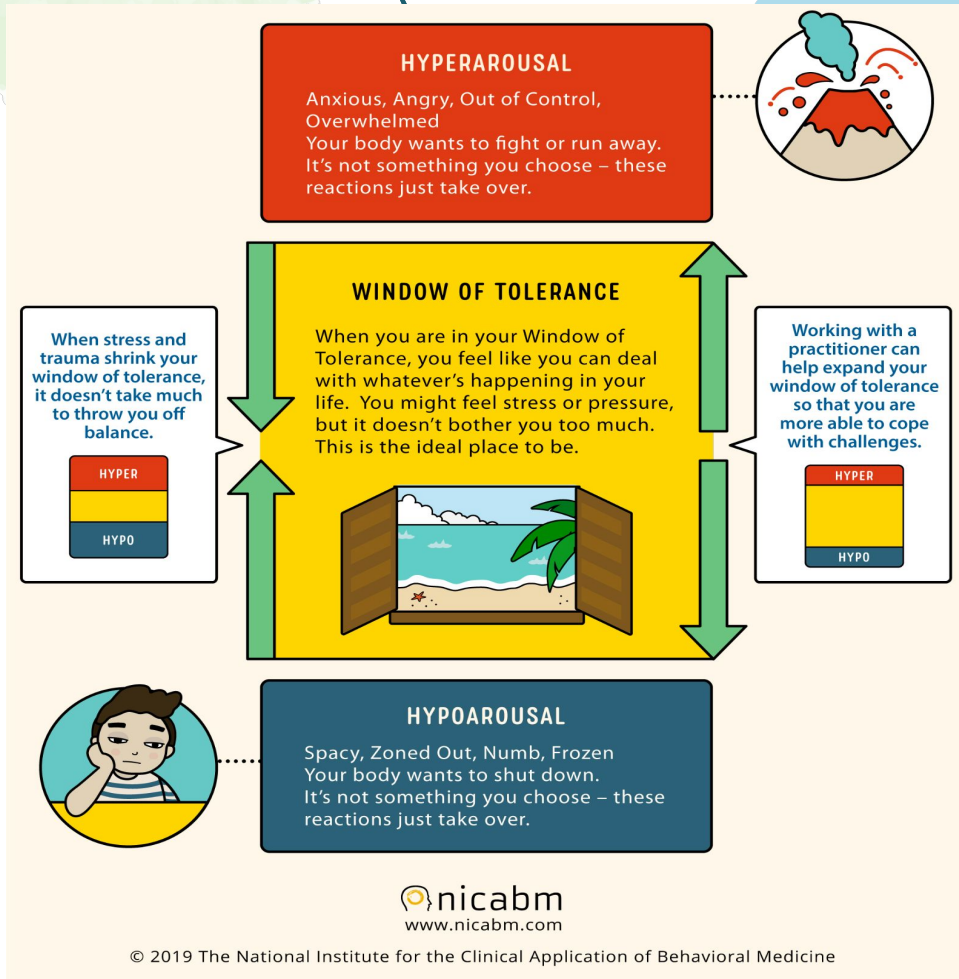 HYPERAROUSAL
Anxious, Angry, Out of Control,
Overwhelmed
Your body wants to fight or run away.
It’s not something you choose – these
reactions just take over.
WINDOW OF TOLERANCE
When you are in your Window of
Tolerance, you feel like you can deal
with whatever’s happening in your
life.  You might feel stress or pressure,
but it doesn’t bother you too much.
This is the ideal place to be.
When stress and
trauma shrink your
window of tolerance,
it doesn’t take much
to throw you off
balance.
HYPER
HYPO
Working with a
practitioner can
help expand your
window of tolerance
so that you are
more able to cope
with challenges.
HYPER
HYPO
HYPOAROUSAL
Spacy, Zoned Out, Numb, Frozen
Your body wants to shut down.
It’s not something you choose – these
reactions just take over.
nicabm
www.nicabm.com
© 2019 The National Institute for the Clinical Application of Behavioral Medicine